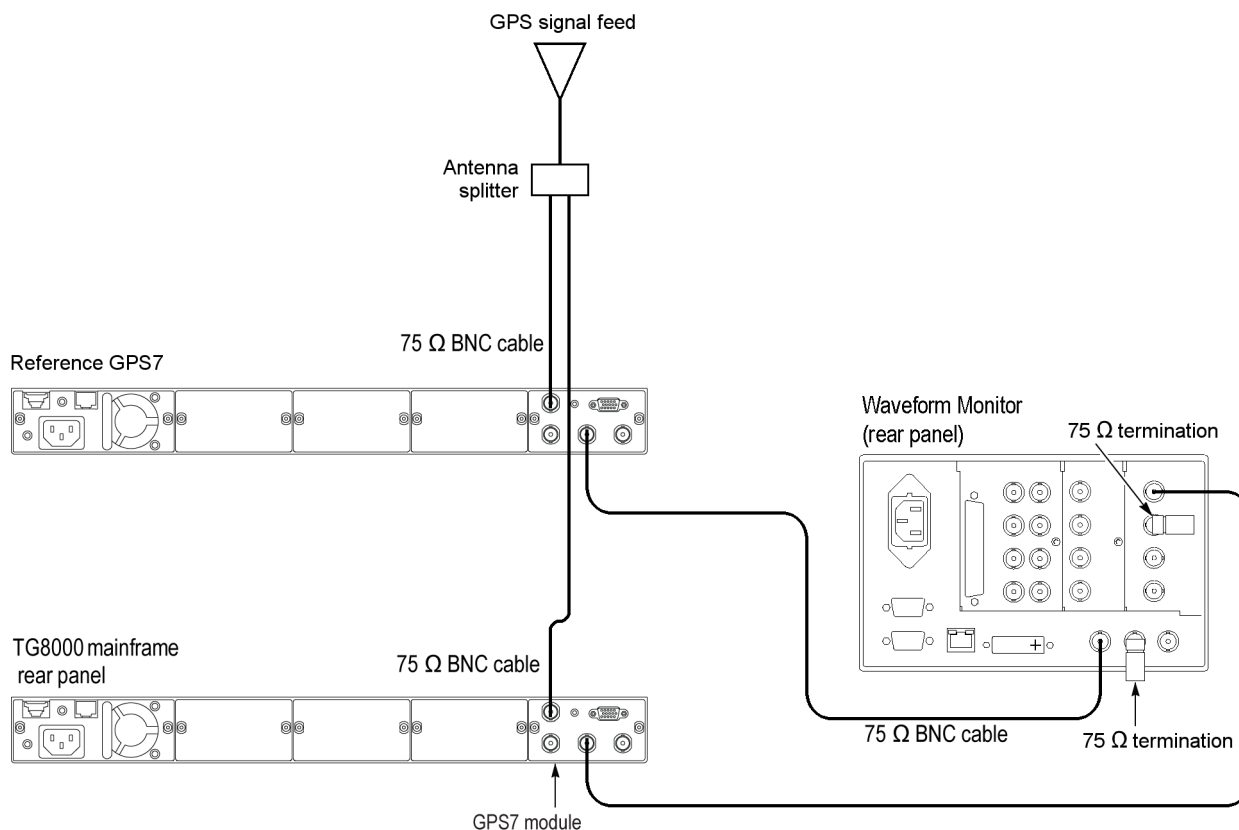 GPS signal feed
Antenna
splitter
75 Ω BNC cable
Reference GPS7
Waveform Monitor
(rear panel)
75 Ω termination
TG8000 mainframe
rear panel
75 Ω BNC cable
75 Ω BNC cable
75 Ω termination
GPS7 module